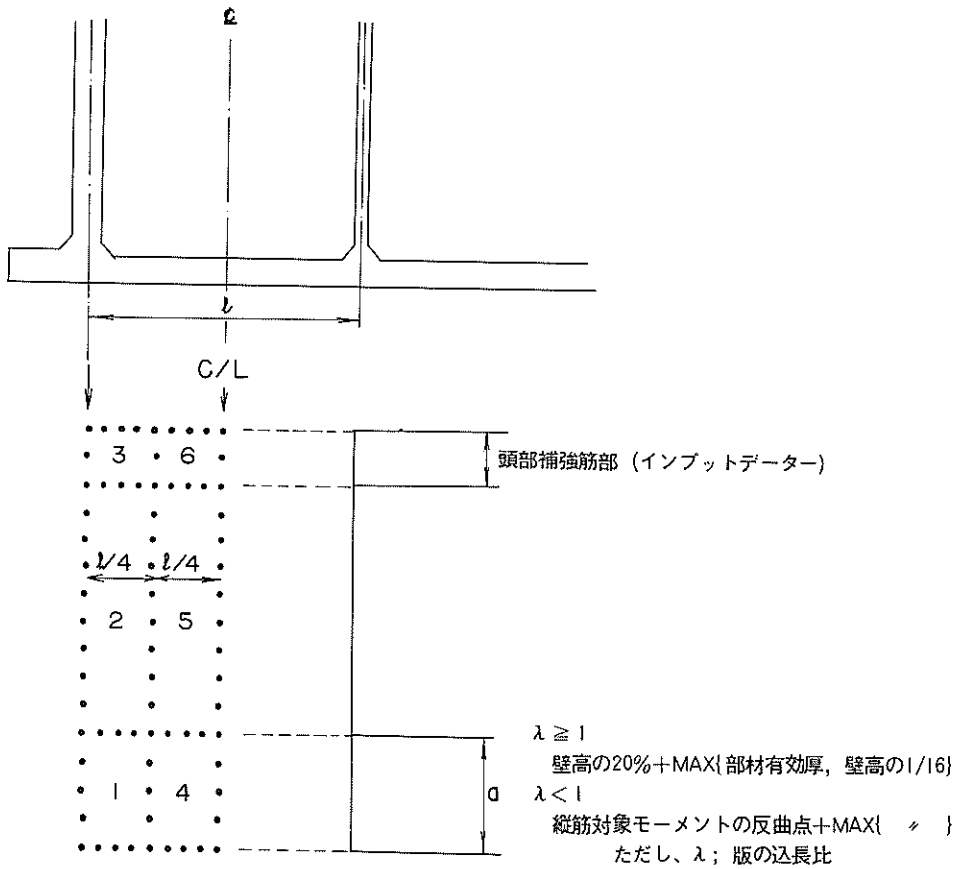 ℄
l
C/L
3 6
頭部補強筋部 (インプットデーター)
l/4 l/4
2 5
λ ≧ 1
壁高の20%+MAX{部材有効厚, 壁高の1/16}
1 4
a
λ < 1
縦筋対象モーメントの反曲点+MAX{ 〃 }
ただし、λ; 版の込長比